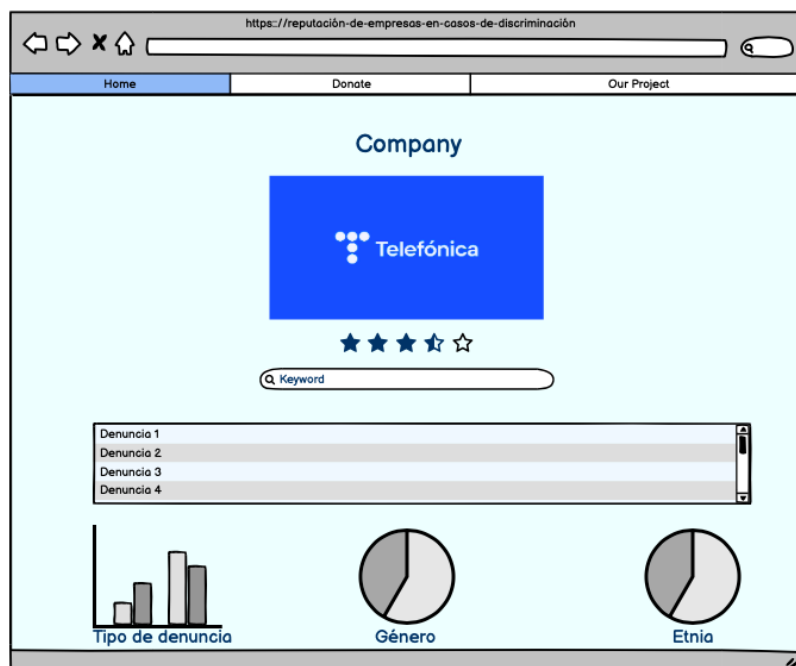 https://reputación-de-empresas-en-casos-de-discriminación
Home Donate Our Project
Company
Telefónica
Keyword
Denuncia 1
Denuncia 2
Denuncia 3
Denuncia 4
Tipo de denuncia Género Etnia